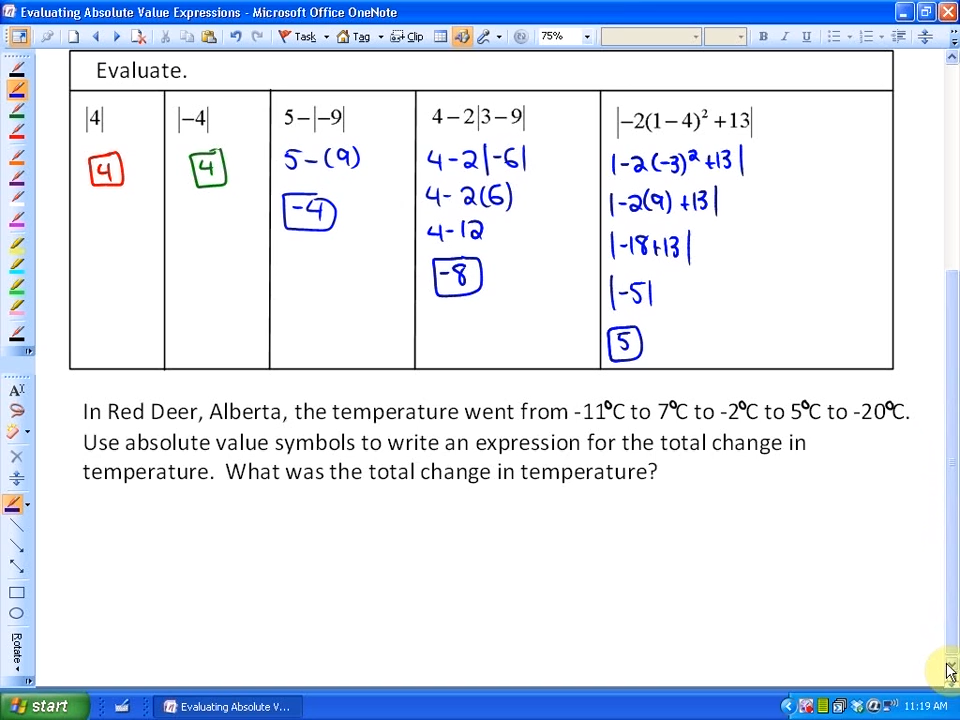 Evaluating Absolute Value Expressions - Microsoft Office OneNote
Task Tag Clip 75% B I U
Evaluate.
|4| |−4| 5−|−9| 4−2|3−9| |−2(1−4)²+13|
4 4 5-(9) 4-2|-6| |-2(-3)²+13|
-4 4-2(6) |-2(9)+13|
4-12 |-18+13|
-8 |-5|
5
In Red Deer, Alberta, the temperature went from -11°C to 7°C to -2°C to 5°C to -20°C.
Use absolute value symbols to write an expression for the total change in
temperature. What was the total change in temperature?
Rotate
start Evaluating Absolute V... 11:19 AM